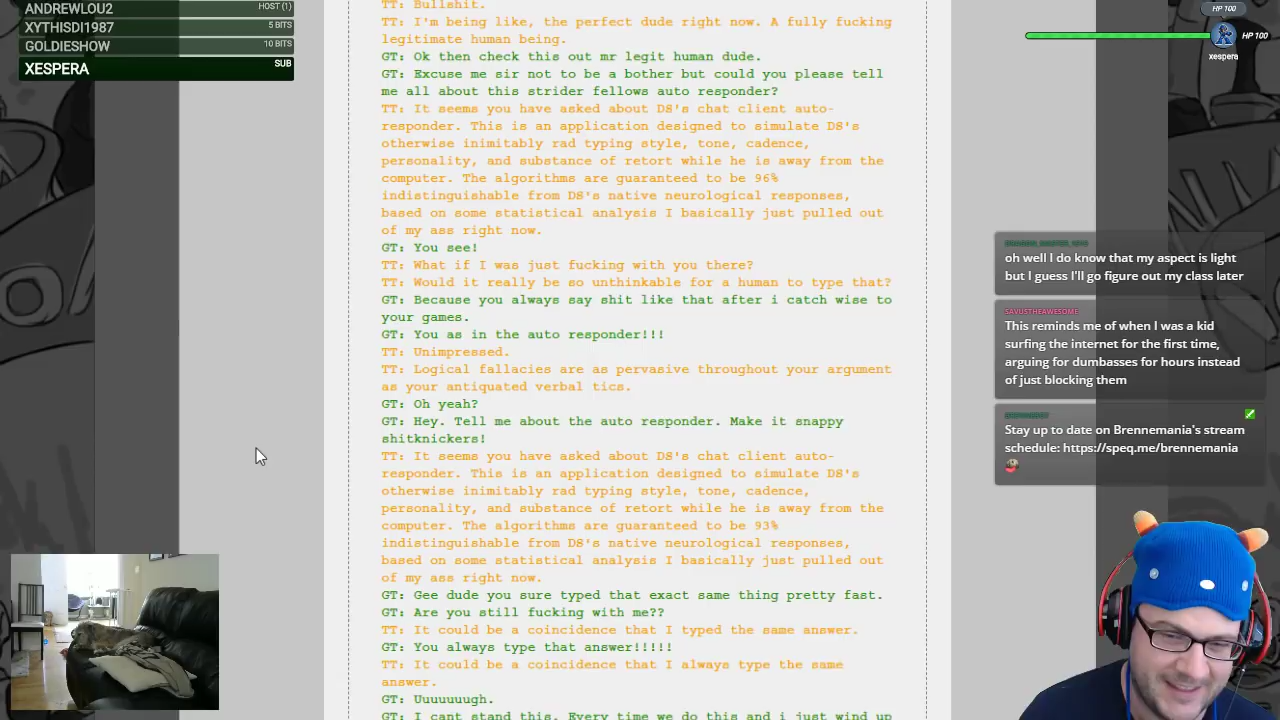 ANDREWLOU2
HOST (1)
XYTHISDI1987
5 BITS
GOLDIESHOW
10 BITS
XESPERA
SUB
HP 100
HP 100
xespera
TT: Bullshit.
TT: I'm being like, the perfect dude right now. A fully fucking
legitimate human being.
GT: Ok then check this out mr legit human dude.
GT: Excuse me sir not to be a bother but could you please tell
me all about this strider fellows auto responder?
TT: It seems you have asked about DS's chat client auto-
responder. This is an application designed to simulate DS's
otherwise inimitably rad typing style, tone, cadence,
personality, and substance of retort while he is away from the
computer. The algorithms are guaranteed to be 96%
indistinguishable from DS's native neurological responses,
based on some statistical analysis I basically just pulled out
of my ass right now.
GT: You see!
TT: What if I was just fucking with you there?
TT: Would it really be so unthinkable for a human to type that?
GT: Because you always say shit like that after i catch wise to
your games.
GT: You as in the auto responder!!!
TT: Unimpressed.
TT: Logical fallacies are as pervasive throughout your argument
as your antiquated verbal tics.
GT: Oh yeah?
GT: Hey. Tell me about the auto responder. Make it snappy
shitknickers!
TT: It seems you have asked about DS's chat client auto-
responder. This is an application designed to simulate DS's
otherwise inimitably rad typing style, tone, cadence,
personality, and substance of retort while he is away from the
computer. The algorithms are guaranteed to be 93%
indistinguishable from DS's native neurological responses,
based on some statistical analysis I basically just pulled out
of my ass right now.
GT: Gee dude you sure typed that exact same thing pretty fast.
GT: Are you still fucking with me??
TT: It could be a coincidence that I typed the same answer.
GT: You always type that answer!!!!!
TT: It could be a coincidence that I always type the same
answer.
GT: Uuuuuuugh.
GT: I cant stand this. Every time we do this and i just wind up
oh well I do know that my aspect is light
but I guess I'll go figure out my class later
SAVUSTHEAWESOME
This reminds me of when I was a kid
surfing the internet for the first time,
arguing for dumbasses for hours instead
of just blocking them
Stay up to date on Brennemania's stream
schedule: https://speq.me/brennemania